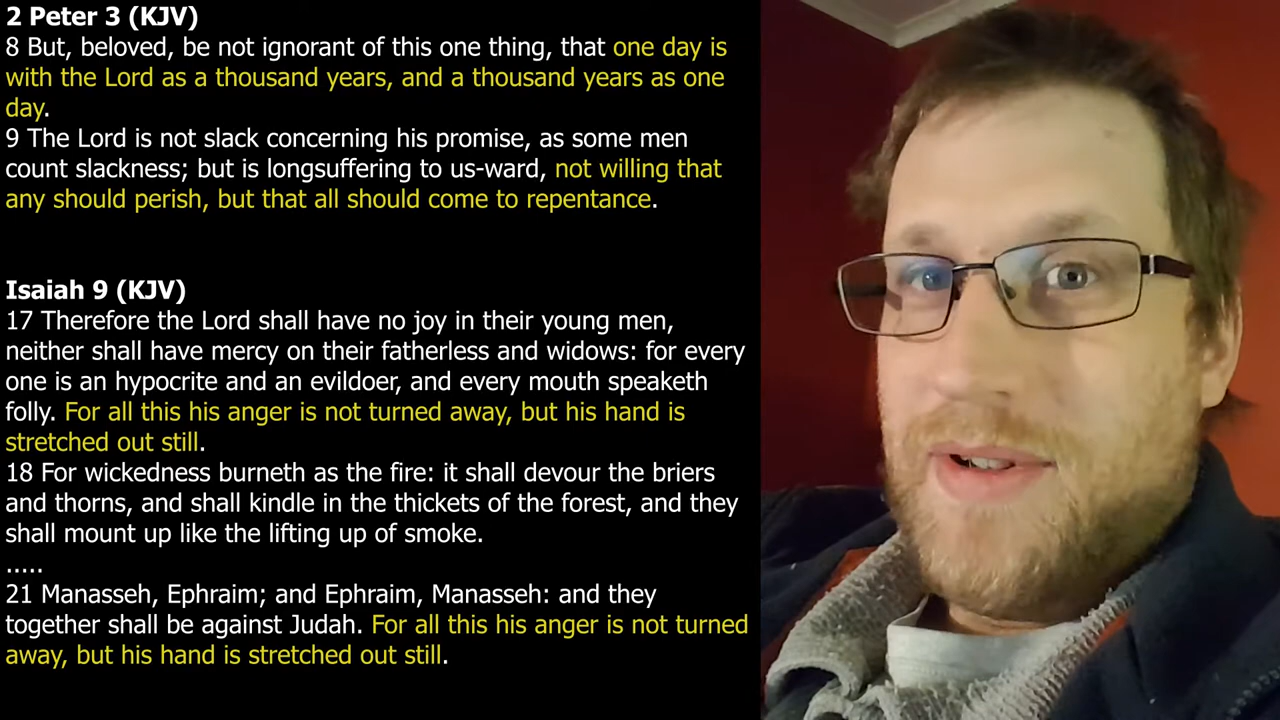 2 Peter 3 (KJV)
8 But, beloved, be not ignorant of this one thing, that one day is
with the Lord as a thousand years, and a thousand years as one
day.
9 The Lord is not slack concerning his promise, as some men
count slackness; but is longsuffering to us-ward, not willing that
any should perish, but that all should come to repentance.
Isaiah 9 (KJV)
17 Therefore the Lord shall have no joy in their young men,
neither shall have mercy on their fatherless and widows: for every
one is an hypocrite and an evildoer, and every mouth speaketh
folly. For all this his anger is not turned away, but his hand is
stretched out still.
18 For wickedness burneth as the fire: it shall devour the briers
and thorns, and shall kindle in the thickets of the forest, and they
shall mount up like the lifting up of smoke.
.....
21 Manasseh, Ephraim; and Ephraim, Manasseh: and they
together shall be against Judah. For all this his anger is not turned
away, but his hand is stretched out still.